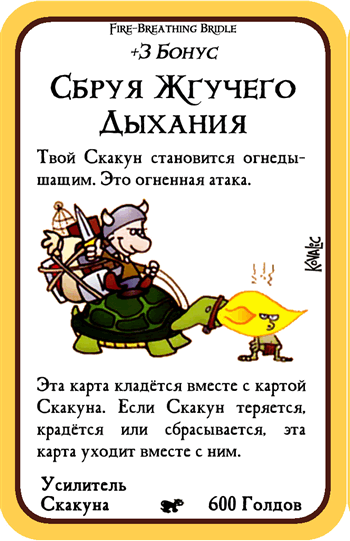 Fire-Breathing Bridle
+3 Бонус
Сбруя Жгучего
Дыхания
Твой Скакун становится огнеды-
шащим. Это огненная атака.
Kovalic
Эта карта кладётся вместе с картой
Скакуна. Если Скакун теряется,
крадётся или сбрасывается, эта
карта уходит вместе с ним.
Усилитель
Скакуна
600 Голдов